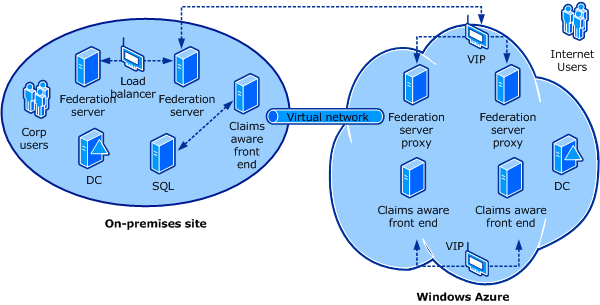 VIP
Internet
Users
Load
balancer
Federation
server
Federation
server
Corp
users
Claims
aware
front
end
DC
SQL
On-premises site
Virtual network
Federation
server
proxy
Federation
server
proxy
DC
Claims aware
front end
Claims aware
front end
VIP
Windows Azure